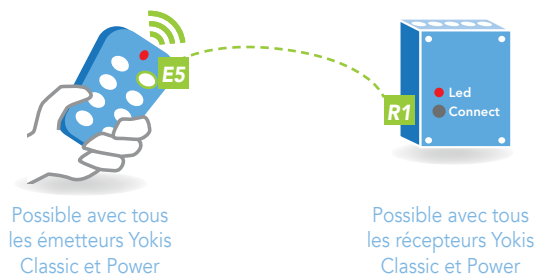 E5
R1
Led
Connect
Possible avec tous
les émetteurs Yokis
Classic et Power
Possible avec tous
les récepteurs Yokis
Classic et Power